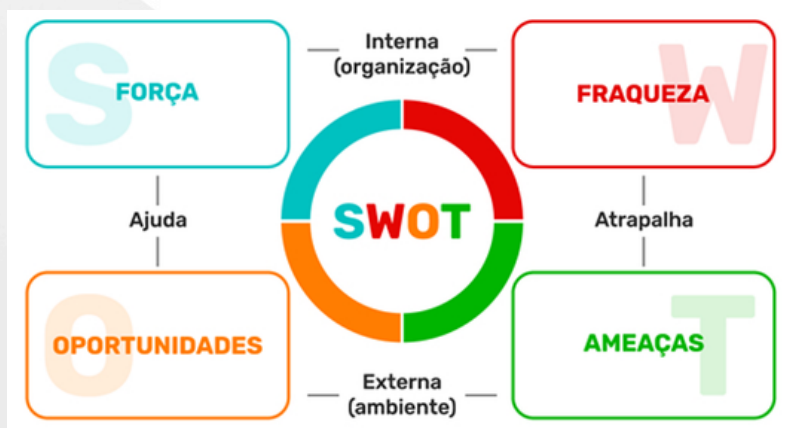 S
FORÇA
Interna
(organização)
W
FRAQUEZA
Ajuda
SWOT
Atrapalha
O
OPORTUNIDADES
Externa
(ambiente)
T
AMEAÇAS